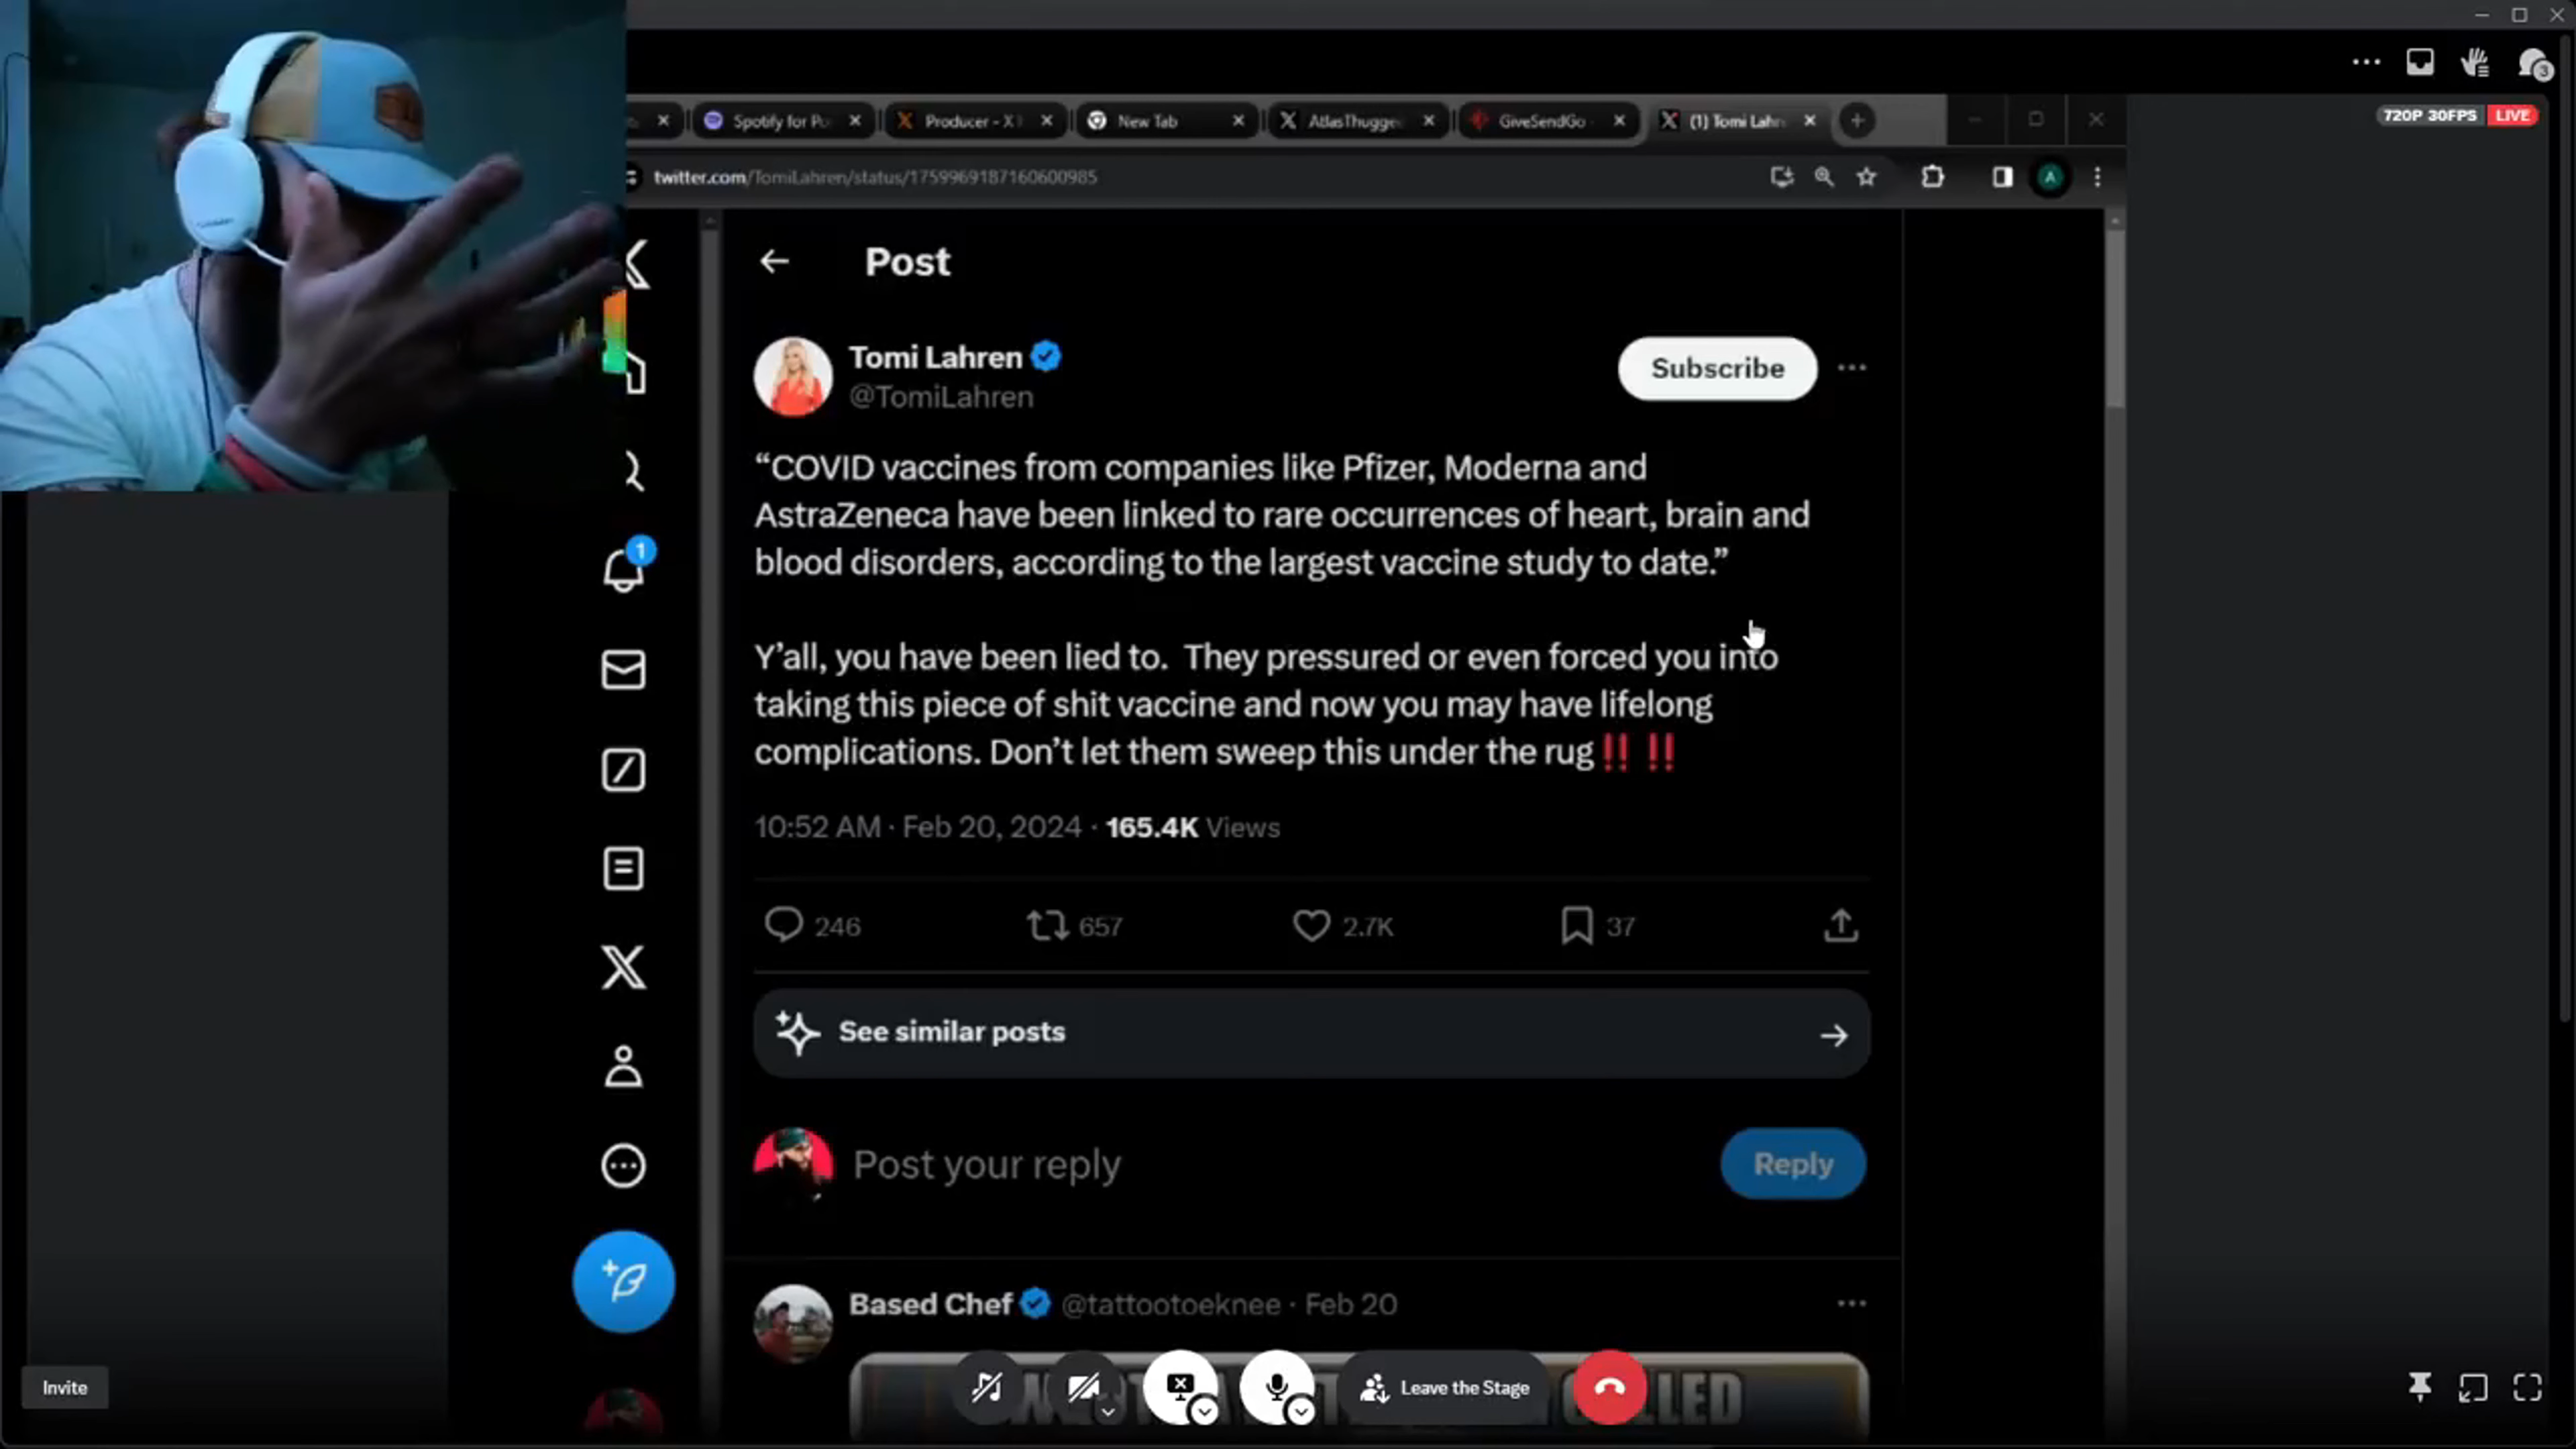 720P 30FPS LIVE
3
Spotify for Po
Producer - X
New Tab
AtlasThugge
GiveSendGo
(1) Tomi Lahr
twitter.com/TomiLahren/status/1759969187160600985
A
Post
Tomi Lahren
@TomiLahren
Subscribe
“COVID vaccines from companies like Pfizer, Moderna and
AstraZeneca have been linked to rare occurrences of heart, brain and
blood disorders, according to the largest vaccine study to date.”
Y’all, you have been lied to.  They pressured or even forced you into
taking this piece of shit vaccine and now you may have lifelong
complications. Don’t let them sweep this under the rug‼️ ‼️
10:52 AM · Feb 20, 2024 · 165.4K Views
1
246 657 2.7K 37
See similar posts
Post your reply
Reply
Based Chef @tattootoeknee · Feb 20
Invite
Leave the Stage